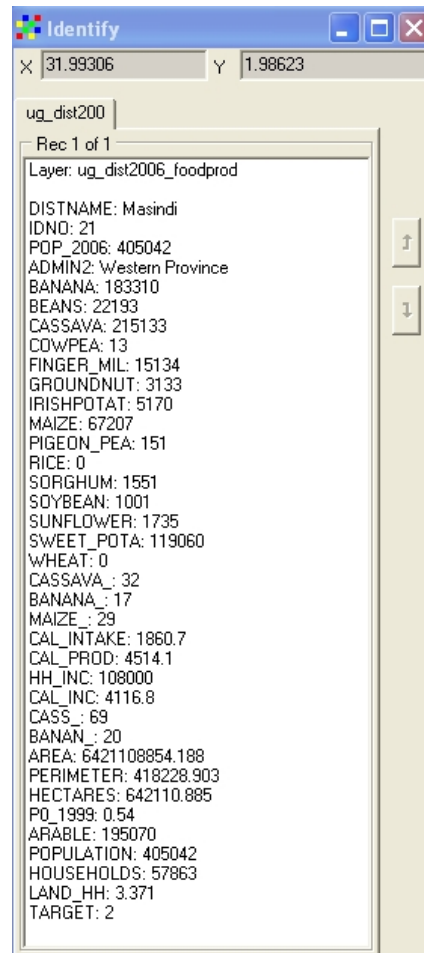 Identify
X 31.99306 Y 1.98623
ug_dist200
Rec 1 of 1
Layer: ug_dist2006_foodprod
DISTNAME: Masindi
IDNO: 21
POP_2006: 405042
ADMIN2: Western Province
BANANA: 183310
BEANS: 22193
CASSAVA: 215133
COWPEA: 13
FINGER_MIL: 15134
GROUNDNUT: 3133
IRISHPOTAT: 5170
MAIZE: 67207
PIGEON_PEA: 151
RICE: 0
SORGHUM: 1551
SOYBEAN: 1001
SUNFLOWER: 1735
SWEET_POTA: 119060
WHEAT: 0
CASSAVA_: 32
BANANA_: 17
MAIZE_: 29
CAL_INTAKE: 1860.7
CAL_PROD: 4514.1
HH_INC: 108000
CAL_INC: 4116.8
CASS_: 69
BANAN_: 20
AREA: 6421108854.188
PERIMETER: 418228.903
HECTARES: 642110.885
P0_1999: 0.54
ARABLE: 195070
POPULATION: 405042
HOUSEHOLDS: 57863
LAND_HH: 3.371
TARGET: 2